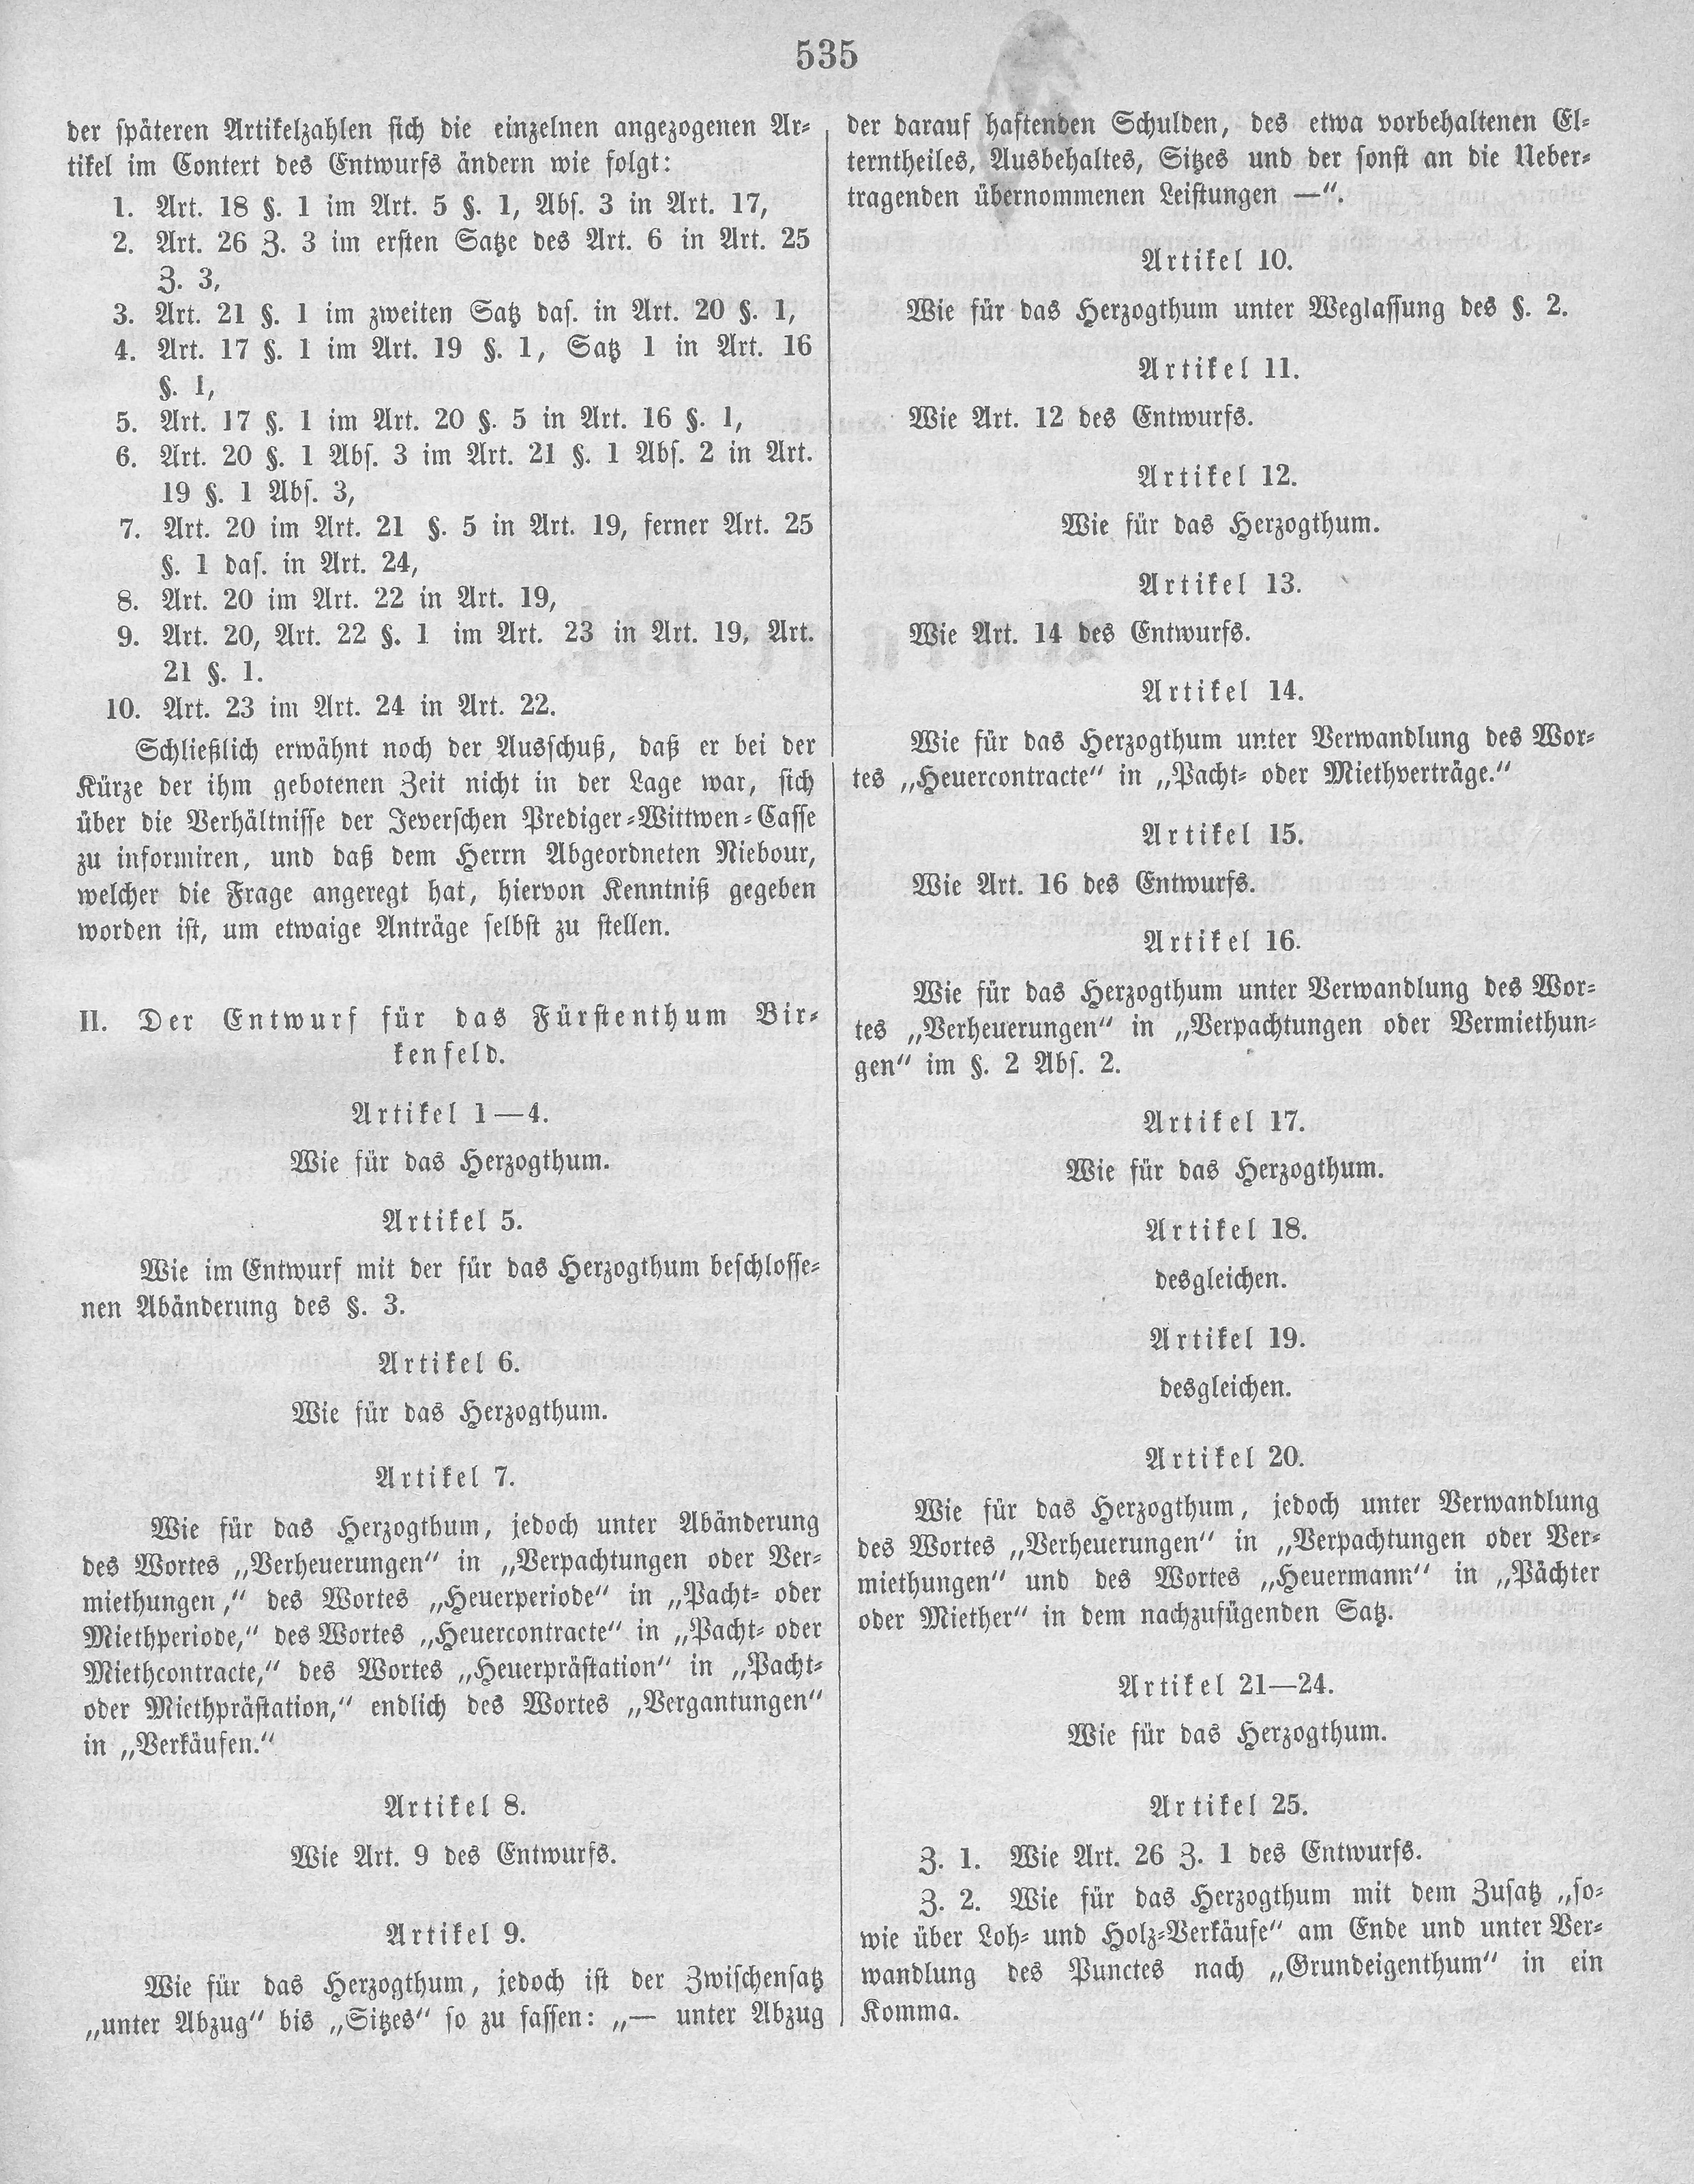 535
der späteren Artikelzahlen sich die einzelnen angezogenen Ar-
tikel im Context des Entwurfs ändern wie folgt:
1. Art. 18 §. 1 im Art. 5 §. 1, Abs. 3 in Art. 17,
2. Art. 26 Z. 3 im ersten Satze des Art. 6 in Art. 25
Z. 3,
3. Art. 21 §. 1 im zweiten Satz das. in Art. 20 §. 1,
4. Art. 17 §. 1 im Art. 19 §. 1, Satz 1 in Art. 16
§. 1,
5. Art. 17 §. 1 im Art. 20 §. 5 in Art. 16 §. 1,
6. Art. 20 §. 1 Abs. 3 im Art. 21 §. 1 Abs. 2 in Art.
19 §. 1 Abs. 3,
7. Art. 20 im Art. 21 §. 5 in Art. 19, ferner Art. 25
§. 1 das. in Art. 24,
8. Art. 20 im Art. 22 in Art. 19,
9. Art. 20, Art. 22 §. 1 im Art. 23 in Art. 19, Art.
21 §. 1.
10. Art. 23 im Art. 24 in Art. 22.
Schließlich erwähnt noch der Ausschuß, daß er bei der
Kürze der ihm gebotenen Zeit nicht in der Lage war, sich
über die Verhältnisse der Jeverschen Prediger-Wittwen-Casse
zu informiren, und daß dem Herrn Abgeordneten Niebour,
welcher die Frage angeregt hat, hiervon Kenntniß gegeben
worden ist, um etwaige Anträge selbst zu stellen.
II. Der Entwurf für das Fürstenthum Bir-
kenfeld.
Artikel 1—4.
Wie für das Herzogthum.
Artikel 5.
Wie im Entwurf mit der für das Herzogthum beschlosse-
nen Abänderung des §. 3.
Artikel 6.
Wie für das Herzogthum.
Artikel 7.
Wie für das Herzogthum, jedoch unter Abänderung
des Wortes „Verheuerungen“ in „Verpachtungen oder Ver-
miethungen,“ des Wortes „Heuerperiode“ in „Pacht- oder
Miethperiode,“ des Wortes „Heuercontracte“ in „Pacht- oder
Miethcontracte,“ des Wortes „Heuerprästation“ in „Pacht-
oder Miethprästation,“ endlich des Wortes „Vergantungen“
in „Verkäufen.“
Artikel 8.
Wie Art. 9 des Entwurfs.
Artikel 9.
Wie für das Herzogthum, jedoch ist der Zwischensatz
„unter Abzug“ bis „Sitzes“ so zu fassen: „— unter Abzug
der darauf haftenden Schulden, des etwa vorbehaltenen El-
terntheiles, Ausbehaltes, Sitzes und der sonst an die Ueber-
tragenden übernommenen Leistungen —“.
Artikel 10.
Wie für das Herzogthum unter Weglassung des §. 2.
Artikel 11.
Wie Art. 12 des Entwurfs.
Artikel 12.
Wie für das Herzogthum.
Artikel 13.
Wie Art. 14 des Entwurfs.
Artikel 14.
Wie für das Herzogthum unter Verwandlung des Wor-
tes „Heuercontracte“ in „Pacht- oder Miethverträge.“
Artikel 15.
Wie Art. 16 des Entwurfs.
Artikel 16.
Wie für das Herzogthum unter Verwandlung des Wor-
tes „Verheuerungen“ in „Verpachtungen oder Vermiethun-
gen“ im §. 2 Abs. 2.
Artikel 17.
Wie für das Herzogthum.
Artikel 18.
desgleichen.
Artikel 19.
desgleichen.
Artikel 20.
Wie für das Herzogthum, jedoch unter Verwandlung
des Wortes „Verheuerungen“ in „Verpachtungen oder Ver-
miethungen“ und des Wortes „Heuermann“ in „Pächter
oder Miether“ in dem nachzufügenden Satz.
Artikel 21—24.
Wie für das Herzogthum.
Artikel 25.
Z. 1. Wie Art. 26 Z. 1 des Entwurfs.
Z. 2. Wie für das Herzogthum mit dem Zusatz „so-
wie über Loh- und Holz-Verkäufe“ am Ende und unter Ver-
wandlung des Punctes nach „Grundeigenthum“ in ein
Komma.